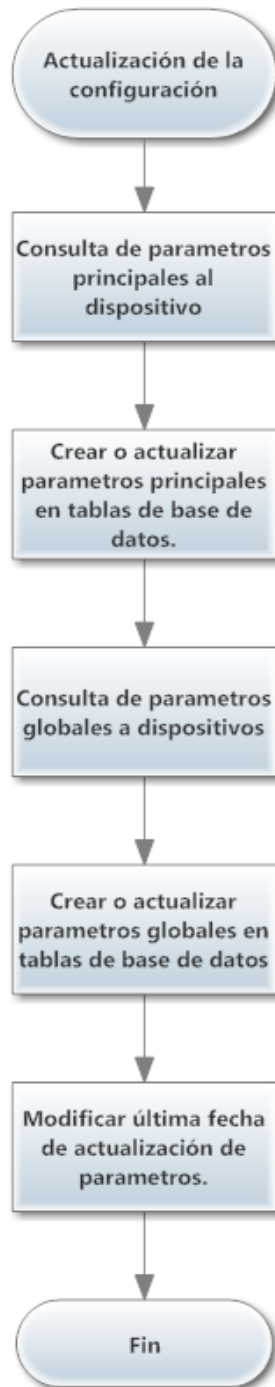 Actualización de la
configuración
Consulta de parametros
principales al
dispositivo
Crear o actualizar
parametros principales
en tablas de base de
datos.
Consulta de parametros
globales a dispositivos
Crear o actualizar
parametros globales en
tablas de base de datos
Modificar última fecha
de actualización de
parametros.
Fin